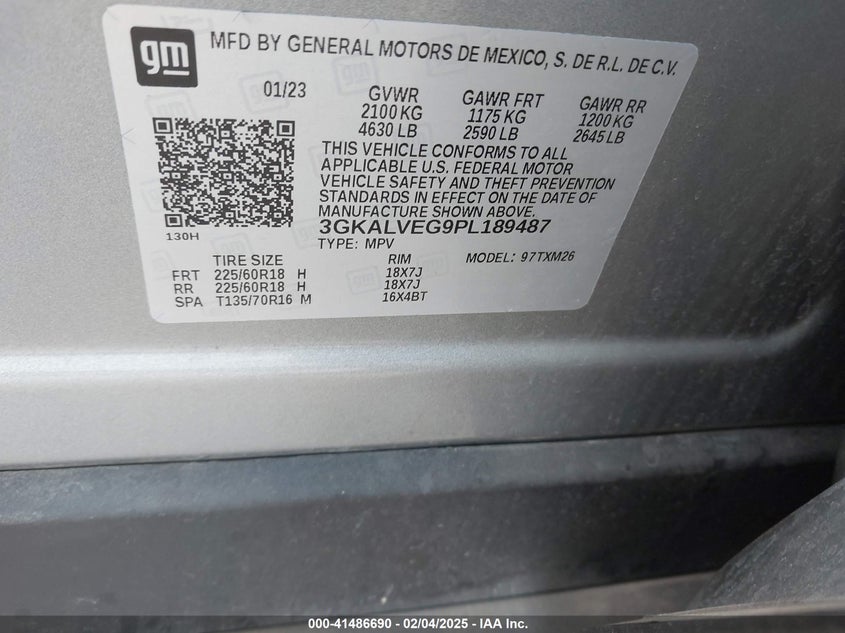 gm
MFD BY GENERAL MOTORS DE MEXICO, S. DE R.L. DE C.V.
01/23 GVWR GAWR FRT GAWR RR
2100 KG 1175 KG 1200 KG
4630 LB 2590 LB 2645 LB
THIS VEHICLE CONFORMS TO ALL
APPLICABLE U.S. FEDERAL MOTOR
VEHICLE SAFETY AND THEFT PREVENTION
STANDARDS IN EFFECT ON THE DATE OF
MANUFACTURE SHOWN ABOVE.
3GKALVEG9PL189487
130H
TYPE: MPV MODEL: 97TXM26
TIRE SIZE RIM
FRT 225/60R18 H 18X7J
RR 225/60R18 H 18X7J
SPA T135/70R16 M 16X4BT
000-41486690 - 02/04/2025 - IAA Inc.